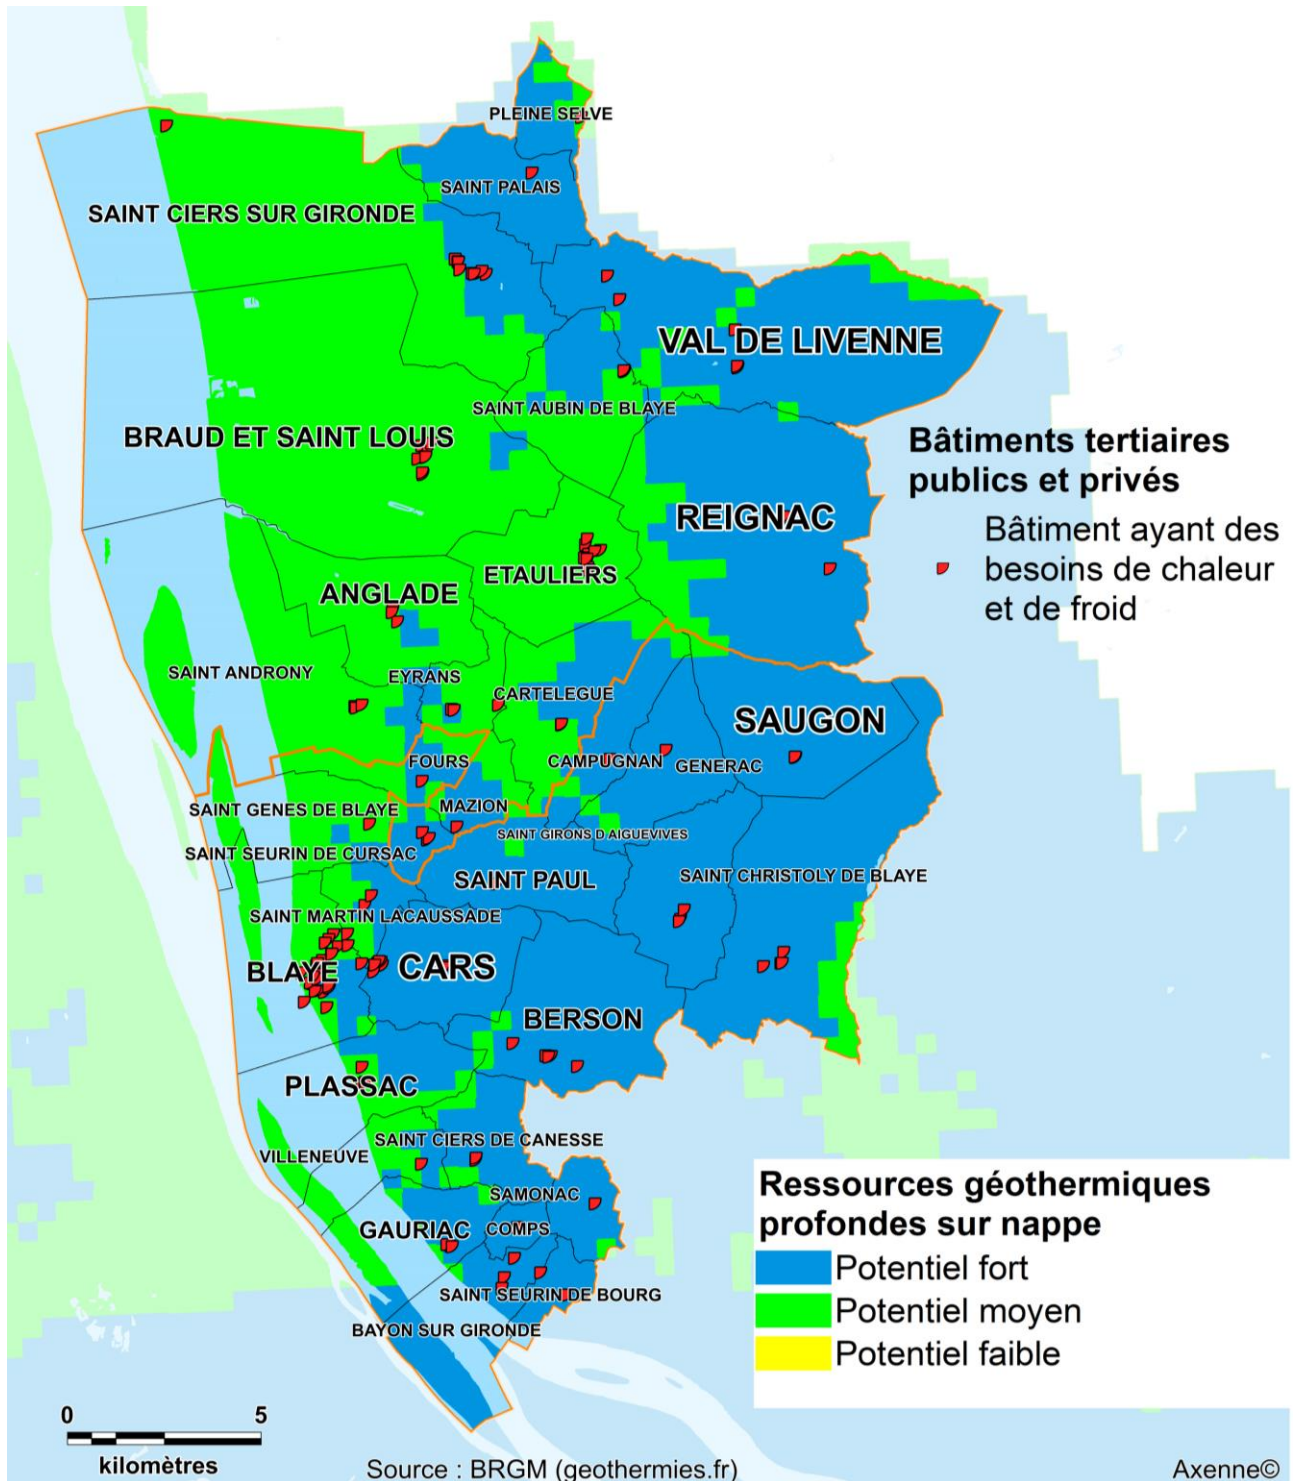 PLEINE SELVE
SAINT PALAIS
SAINT CIERS SUR GIRONDE
VAL DE LIVENNE
SAINT AUBIN DE BLAYE
BRAUD ET SAINT LOUIS
REIGNAC
Bâtiments tertiaires
publics et privés
Bâtiment ayant des
besoins de chaleur
et de froid
ETAULIERS
ANGLADE
SAINT ANDRONY
EYRANS
CARTELEGUE
SAUGON
FOURS
CAMPUGNAN
GENERAC
SAINT GENES DE BLAYE
MAZION
SAINT GIRONS D'AIGUEVIVES
SAINT SEURIN DE CURSAC
SAINT PAUL
SAINT CHRISTOLY DE BLAYE
SAINT MARTIN LACAUSSADE
BLAYE
CARS
BERSON
PLASSAC
SAINT CIERS DE CANESSE
VILLENEUVE
SAMONAC
GAURIAC
COMPS
SAINT SEURIN DE BOURG
BAYON SUR GIRONDE
Ressources géothermiques
profondes sur nappe
Potentiel fort
Potentiel moyen
Potentiel faible
0 5
kilomètres
Source : BRGM (geothermies.fr)
Axenne©